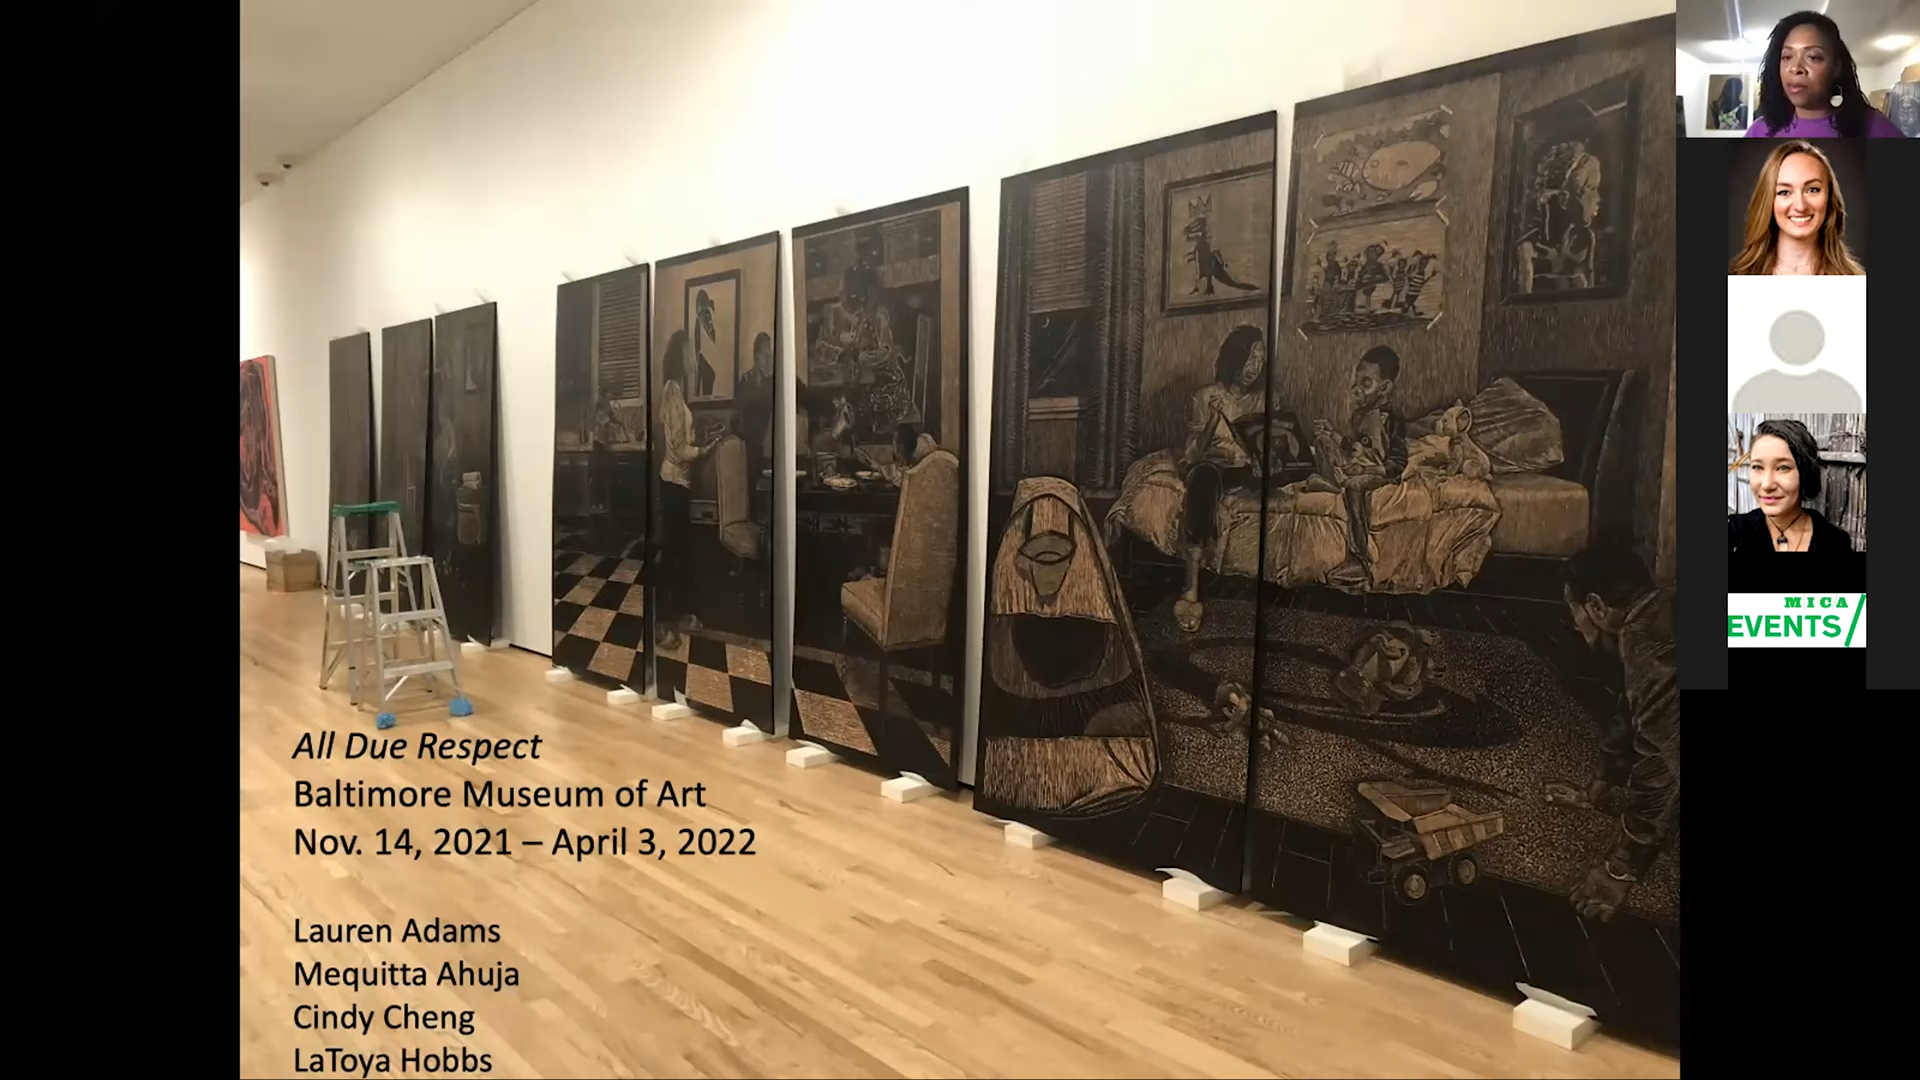 All Due Respect
Baltimore Museum of Art
Nov. 14, 2021 – April 3, 2022
Lauren Adams
Mequitta Ahuja
Cindy Cheng
LaToya Hobbs
MICA
EVENTS/